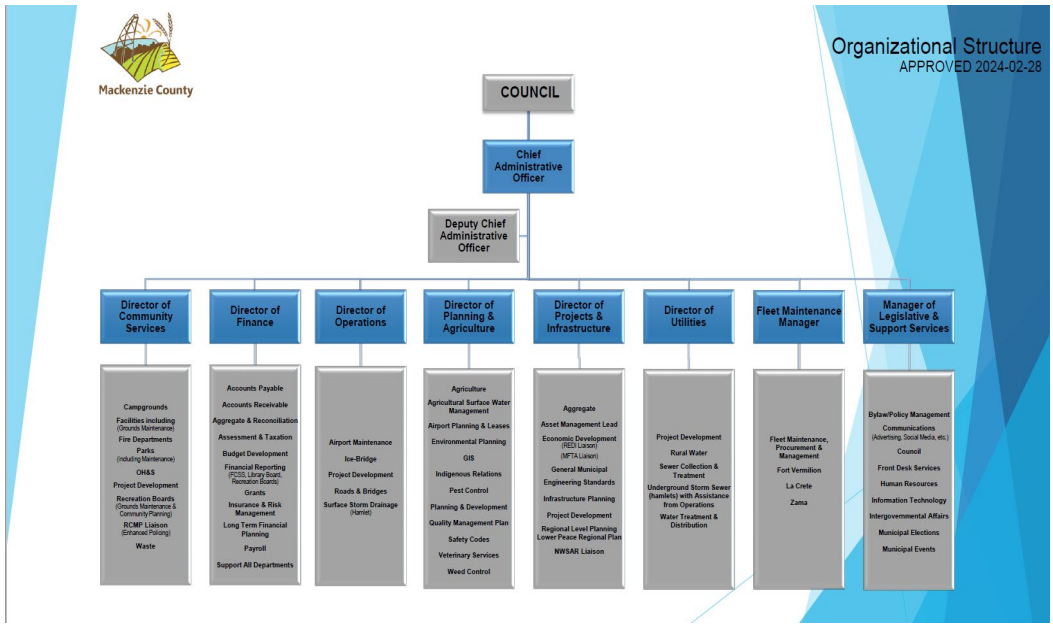 Mackenzie County
Organizational Structure
APPROVED 2024-02-28
COUNCIL
Chief
Administrative
Officer
Deputy Chief
Administrative
Officer
Director of
Community
Services
Director of
Finance
Director of
Operations
Director of
Planning &
Agriculture
Director of
Projects &
Infrastructure
Director of
Utilities
Fleet Maintenance
Manager
Manager of
Legislative &
Support Services
Campgrounds
Facilities including
(Grounds Maintenance)
Fire Departments
Parks
(Including Maintenance)
OH&S
Project Development
Recreation Boards
(Grounds Maintenance &
Community Planning)
RCMP Liaison
(Enhanced Policing)
Waste
Accounts Payable
Accounts Receivable
Aggregate & Reconciliation
Assessment & Taxation
Budget Development
Financial Reporting
(FCSS, Library Board,
Recreation Boards)
Grants
Insurance & Risk
Management
Long Term Financial
Planning
Payroll
Support All Departments
Airport Maintenance
Ice-Bridge
Project Development
Roads & Bridges
Surface Storm Drainage
(Hamlet)
Agriculture
Agricultural Surface Water
Management
Airport Planning & Leases
Environmental Planning
GIS
Indigenous Relations
Pest Control
Planning & Development
Quality Management Plan
Safety Codes
Veterinary Services
Weed Control
Aggregate
Asset Management Lead
Economic Development
(REDI Liaison)
(MFTA Liaison)
General Municipal
Engineering Standards
Infrastructure Planning
Project Development
Regional Level Planning
Lower Peace Regional Plan
NWSAR Liaison
Project Development
Rural Water
Sewer Collection &
Treatment
Underground Storm Sewer
(hamlets) with Assistance
from Operations
Water Treatment &
Distribution
Fleet Maintenance,
Procurement &
Management
Fort Vermilion
La Crete
Zama
Bylaw/Policy Management
Communications
(Advertising, Social Media, etc.)
Council
Front Desk Services
Human Resources
Information Technology
Intergovernmental Affairs
Municipal Elections
Municipal Events